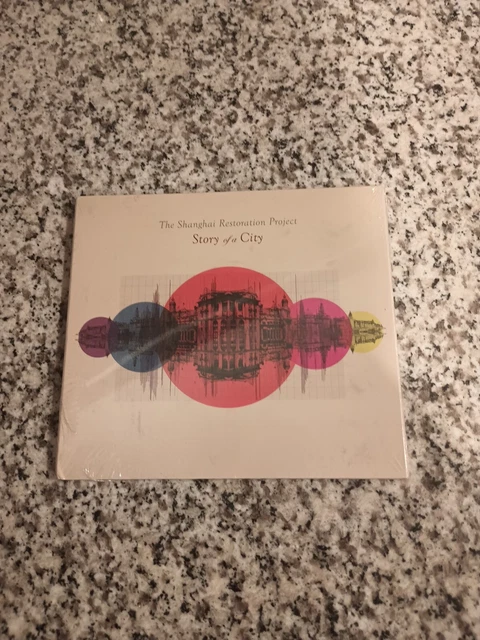 The Shanghai Restoration Project
Story of a City